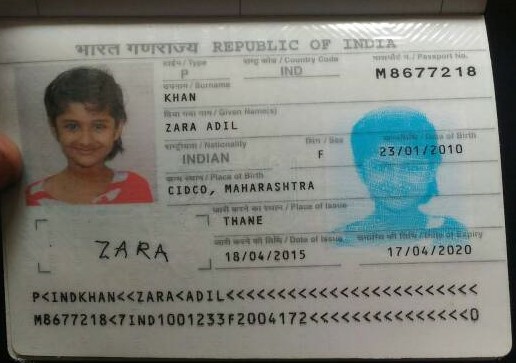 भारत गणराज्य REPUBLIC OF INDIA
टाईप / Type
राष्ट्र कोड / Country Code
पासपोर्ट नं. / Passport No.
P
IND
M8677218
उपनाम / Surname
KHAN
दिया गया नाम / Given Name(s)
ZARA ADIL
राष्ट्रीयता / Nationality
लिंग / Sex
जन्मतिथि / Date of Birth
INDIAN
F
23/01/2010
जन्म स्थान / Place of Birth
CIDCO, MAHARASHTRA
जारी करने का स्थान / Place of Issue
THANE
ZARA
जारी करने की तिथि / Date of Issue
समाप्ति की तिथि / Date of Expiry
18/04/2015
17/04/2020
P<INDKHAN<<ZARA<ADIL<<<<<<<<<<<<<<<<<<<<<<<<
M8677218<7IND1001233F2004172<<<<<<<<<<<<<<<0